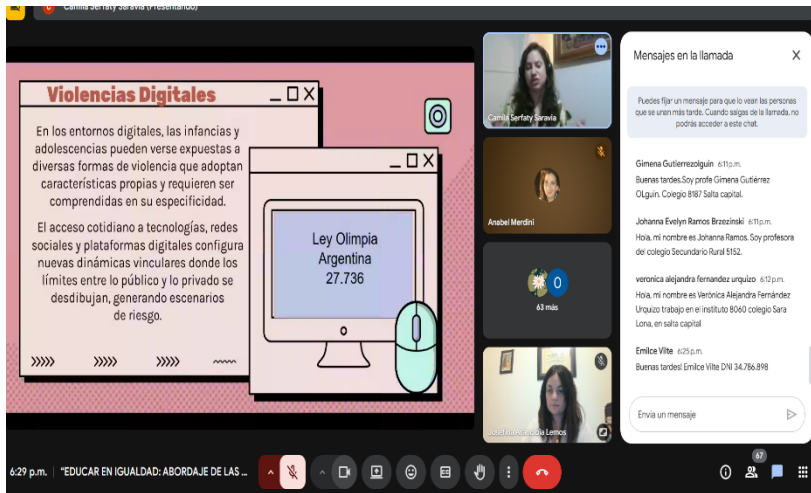 Camila Serfaty Saravia (Presentando)
Violencias Digitales
En los entornos digitales, las infancias y
adolescencias pueden verse expuestas a
diversas formas de violencia que adoptan
características propias y requieren ser
comprendidas en su especificidad.
El acceso cotidiano a tecnologías, redes
sociales y plataformas digitales configura
nuevas dinámicas vinculares donde los
límites entre lo público y lo privado se
desdibujan, generando escenarios
de riesgo.
Ley Olimpia
Argentina
27.736
Camila Serfaty Saravia
Anabel Merdini
O
63 más
Lemos
Mensajes en la llamada
Puedes fijar un mensaje para que lo vean las personas
que se unan más tarde. Cuando salgas de la llamada, no
podrás acceder a este chat.
Gimena Gutierrezolguin 6:11p.m.
Buenas tardes.Soy profe Gimena Gutiérrez
OLguin. Colegio 8187 Salta capital.
Johanna Evelyn Ramos Brzezinski 6:11p.m.
Hola, mi nombre es Johanna Ramos. Soy profesora
del colegio Secundario Rural 5152.
veronica alejandra fernandez urquizo 6:12p.m.
Hola, mi nombre es Verónica Alejandra Fernández
Urquizo trabajo en el instituto 8060 colegio Sara
Lona, en salta capital
Emilce Vilte 6:25p.m.
Buenas tardes! Emilce Vilte DNI 34.786.898
Envía un mensaje
6:29 p.m. | "EDUCAR EN IGUALDAD: ABORDAJE DE LAS ...
67